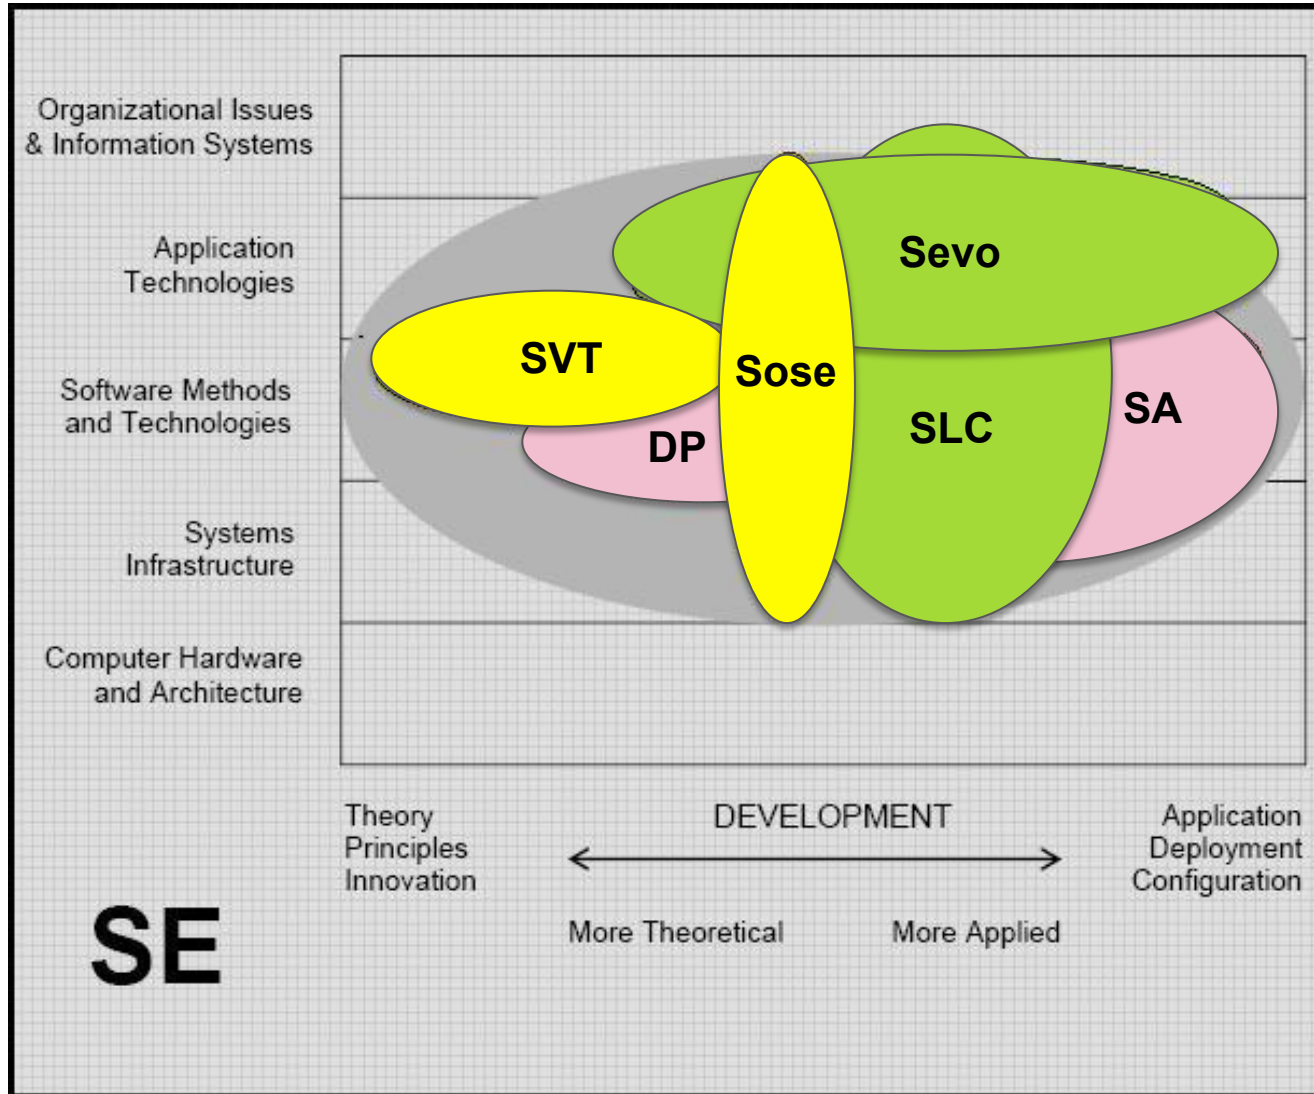 Organizational Issues
& Information Systems
Application
Technologies
Sevo
SVT
Sose
Software Methods
and Technologies
SA
SLC
DP
Systems
Infrastructure
Computer Hardware
and Architecture
Theory
Principles
Innovation
DEVELOPMENT
Application
Deployment
Configuration
More Theoretical
More Applied
SE